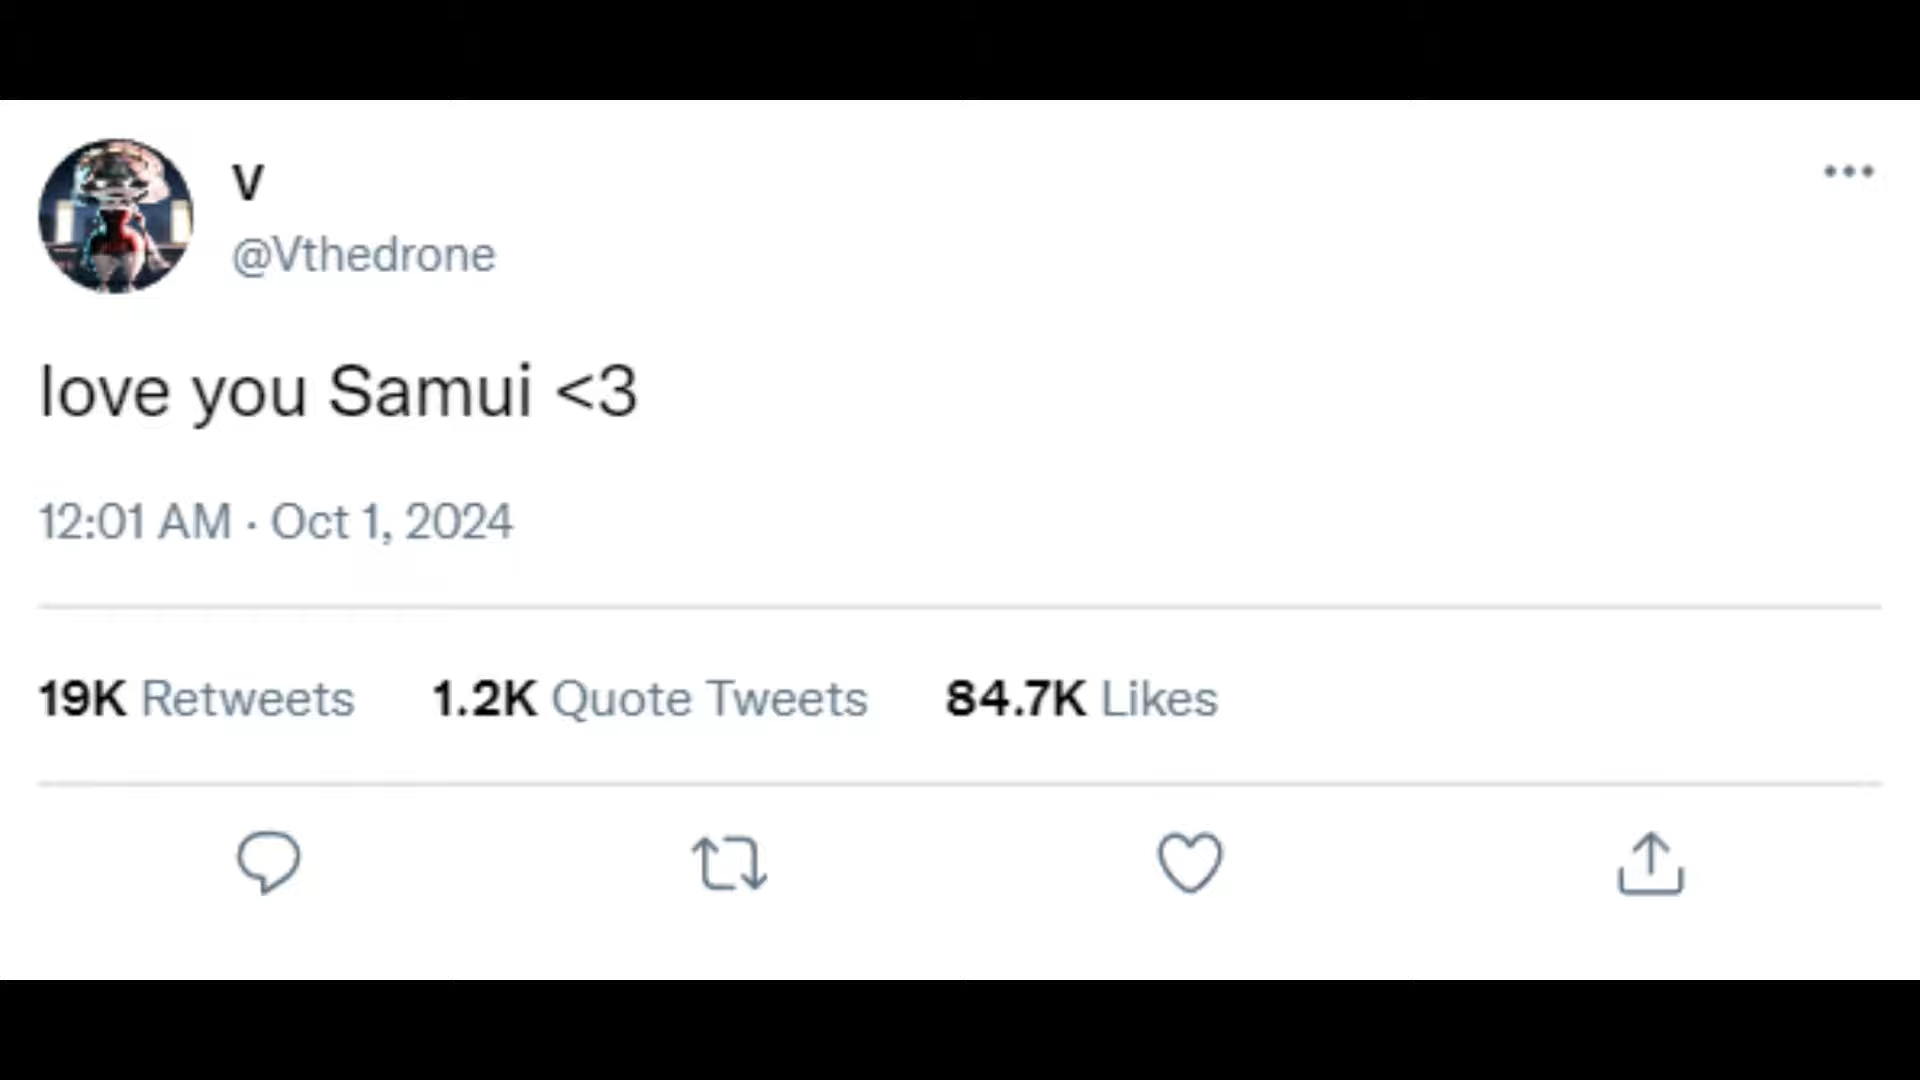 V
@Vthedrone
love you Samui <3
12:01 AM · Oct 1, 2024
19K Retweets 1.2K Quote Tweets 84.7K Likes